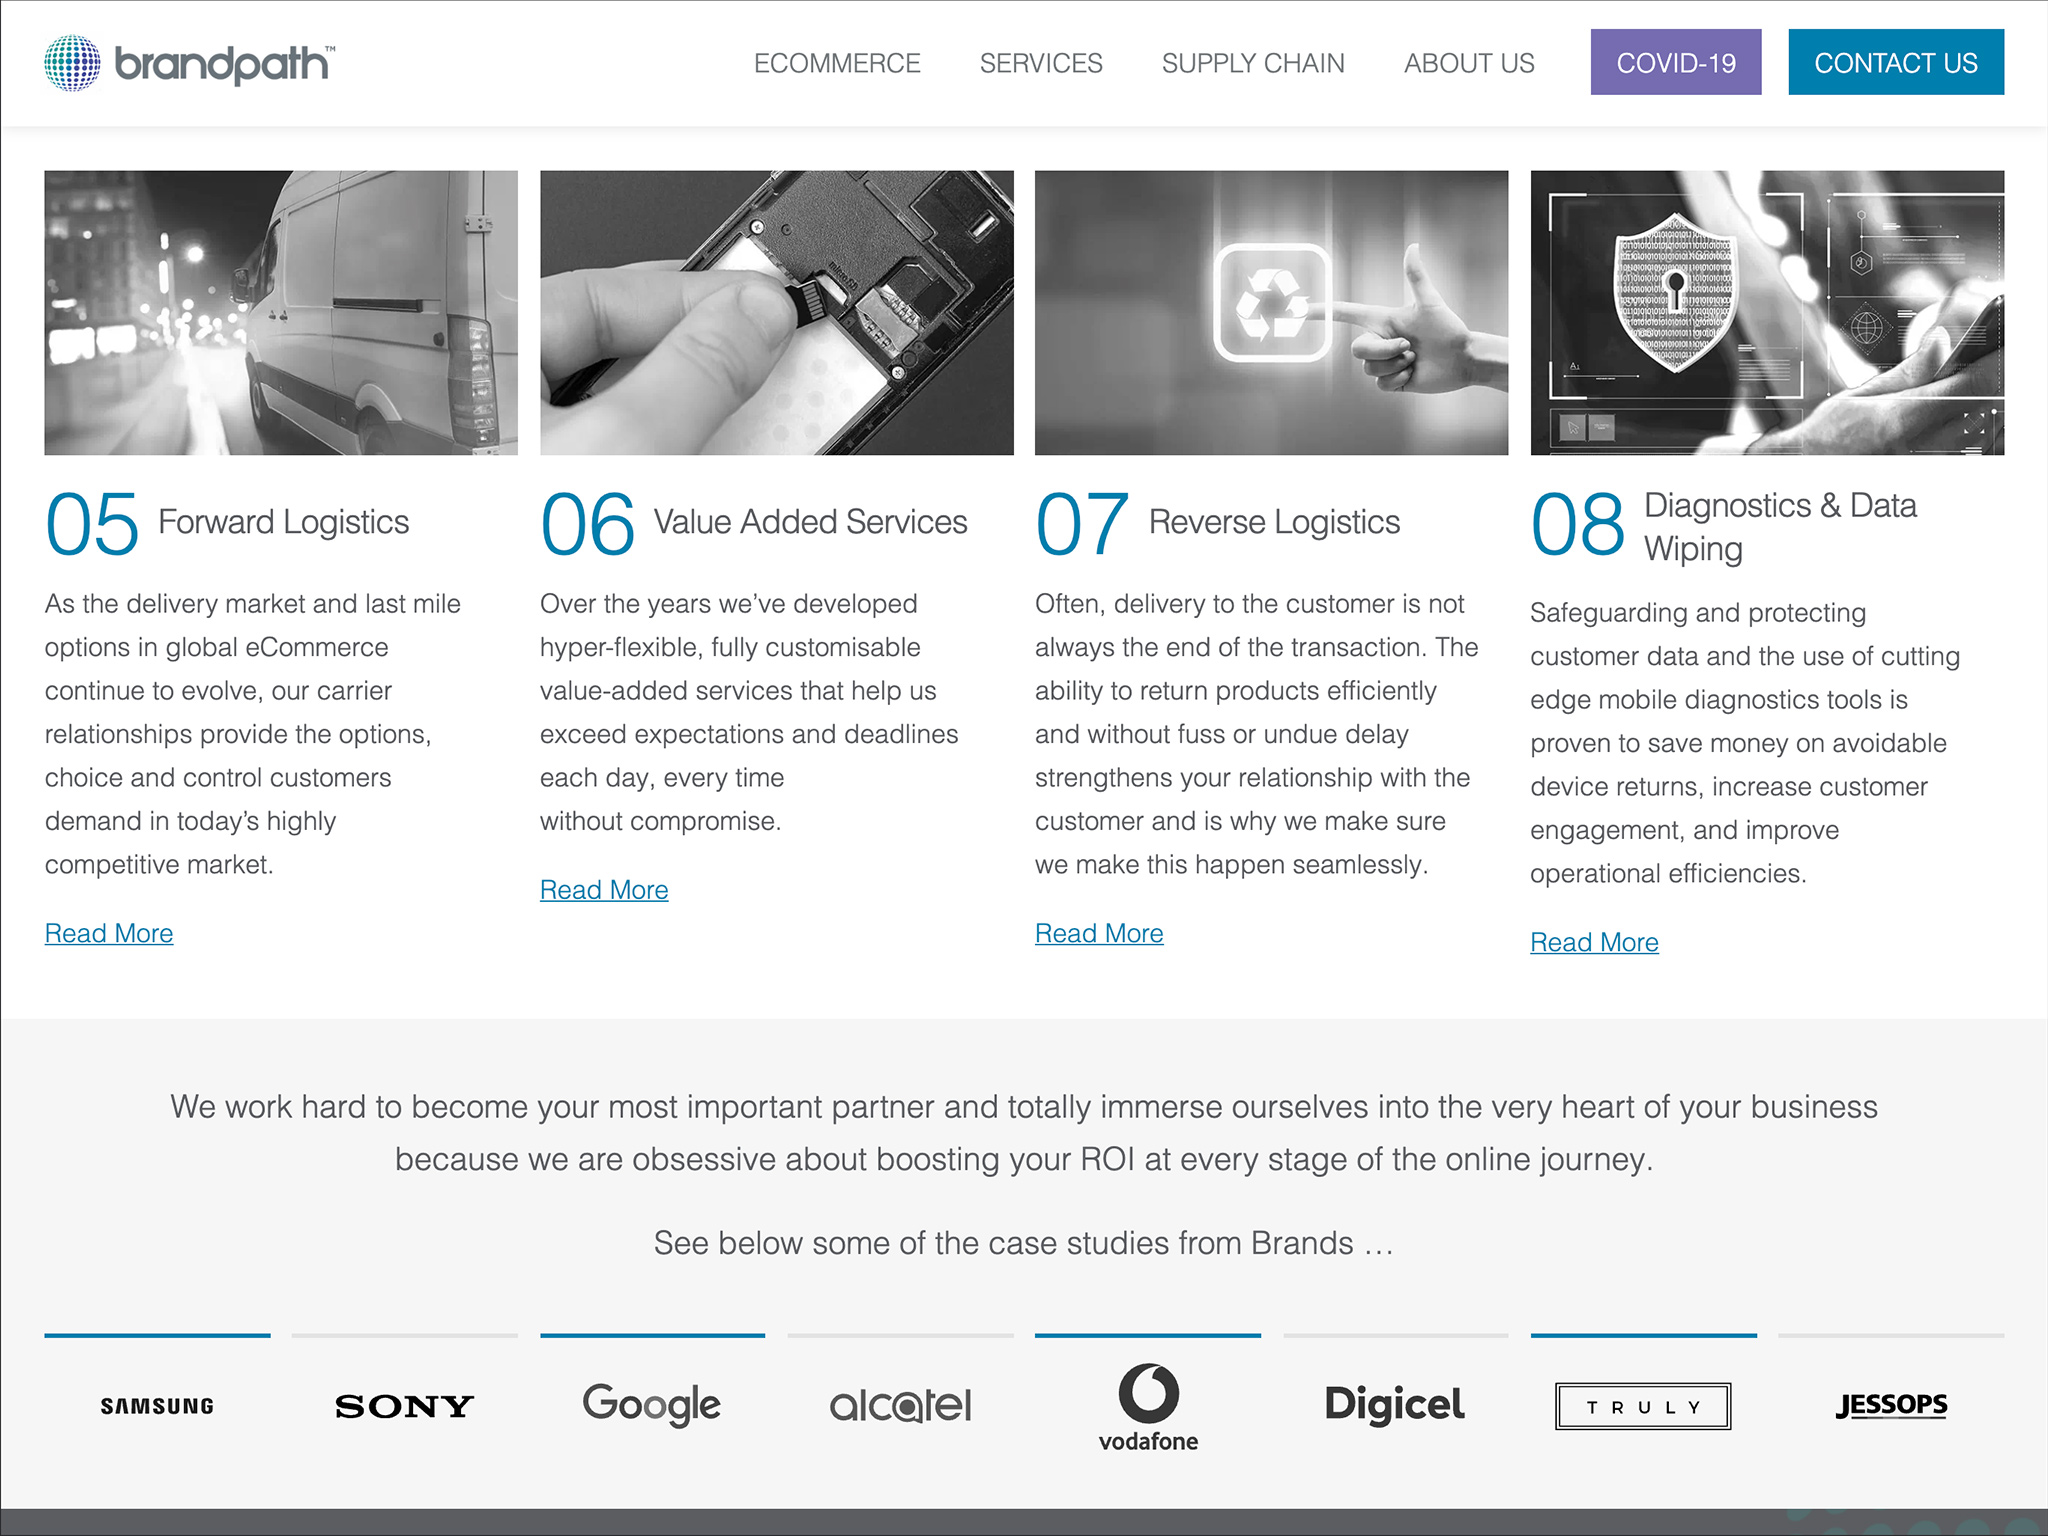 brandpath™
ECOMMERCE
SERVICES
SUPPLY CHAIN
ABOUT US
COVID-19
CONTACT US
05 Forward Logistics
As the delivery market and last mile
options in global eCommerce
continue to evolve, our carrier
relationships provide the options,
choice and control customers
demand in today’s highly
competitive market.
Read More
06 Value Added Services
Over the years we’ve developed
hyper-flexible, fully customisable
value-added services that help us
exceed expectations and deadlines
each day, every time
without compromise.
Read More
07 Reverse Logistics
Often, delivery to the customer is not
always the end of the transaction. The
ability to return products efficiently
and without fuss or undue delay
strengthens your relationship with the
customer and is why we make sure
we make this happen seamlessly.
Read More
08 Diagnostics & Data
Wiping
Safeguarding and protecting
customer data and the use of cutting
edge mobile diagnostics tools is
proven to save money on avoidable
device returns, increase customer
engagement, and improve
operational efficiencies.
Read More
We work hard to become your most important partner and totally immerse ourselves into the very heart of your business
because we are obsessive about boosting your ROI at every stage of the online journey.
See below some of the case studies from Brands …
SAMSUNG
SONY
Google
alcatel
vodafone
Digicel
TRULY
JESSOPS